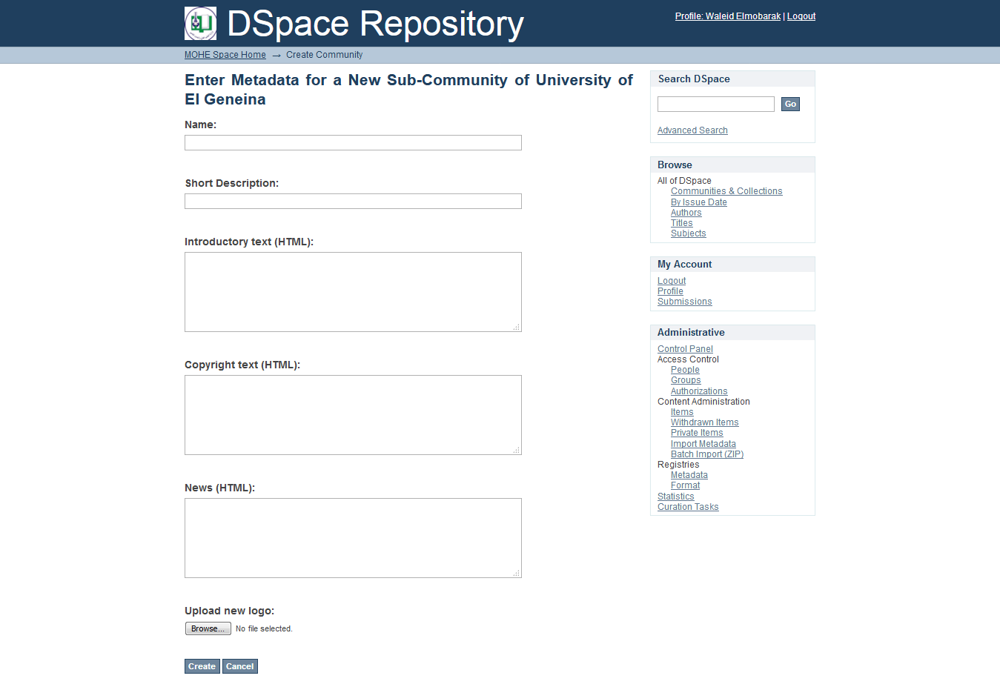 DSpace Repository
Profile: Waleid Elmobarak | Logout
MOHE Space Home → Create Community
Enter Metadata for a New Sub-Community of University of
El Geneina
Name:
Short Description:
Introductory text (HTML):
Copyright text (HTML):
News (HTML):
Upload new logo:
Browse... No file selected.
Create Cancel
Search DSpace
Go
Advanced Search
Browse
All of DSpace
Communities & Collections
By Issue Date
Authors
Titles
Subjects
My Account
Logout
Profile
Submissions
Administrative
Control Panel
Access Control
People
Groups
Authorizations
Content Administration
Items
Withdrawn Items
Private Items
Import Metadata
Batch Import (ZIP)
Registries
Metadata
Format
Statistics
Curation Tasks